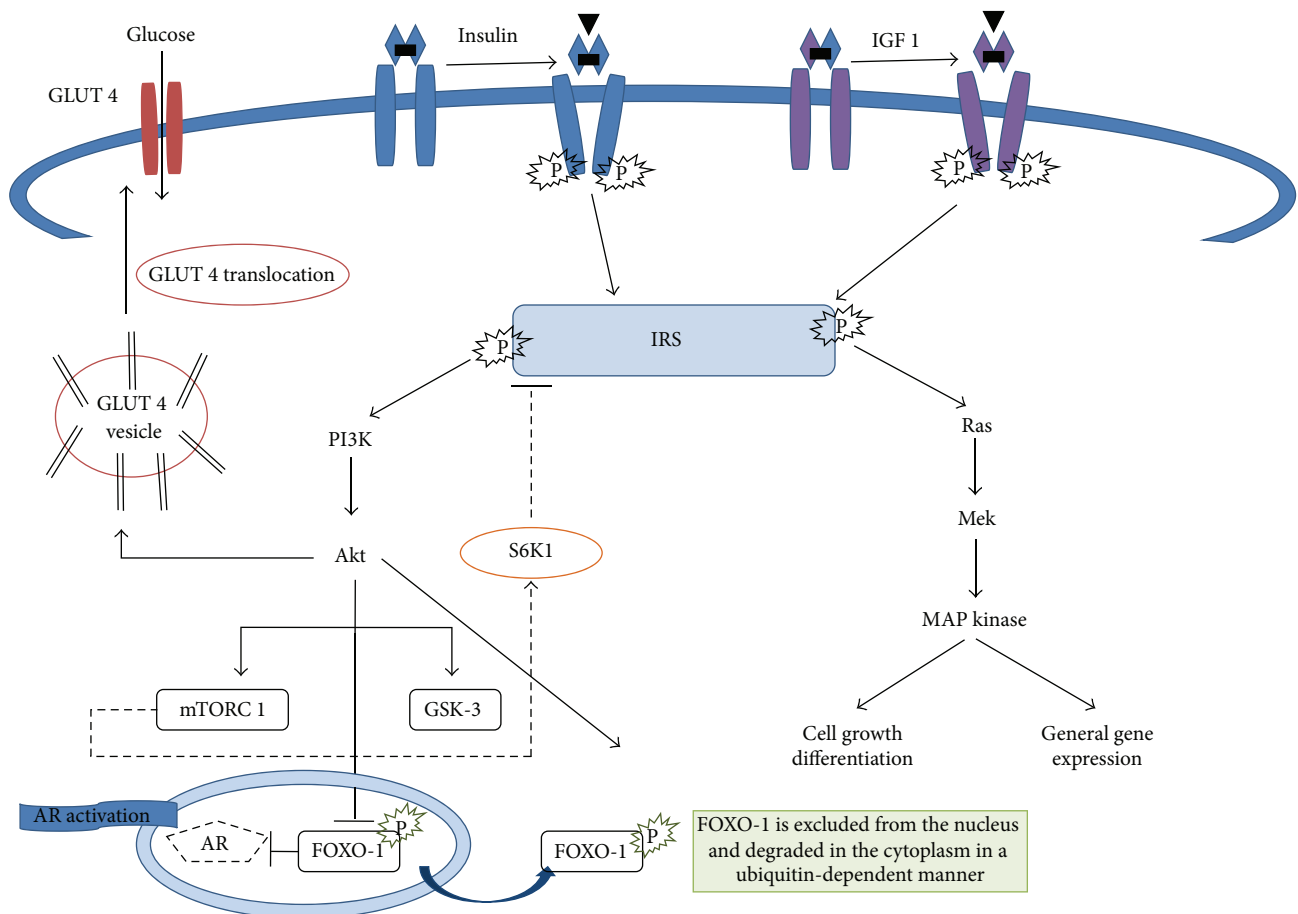 Glucose
Insulin
IGF 1
GLUT 4
P
P
P
P
GLUT 4 translocation
IRS
P
P
GLUT 4
vesicle
PI3K
Ras
Mek
Akt
S6K1
MAP kinase
mTORC 1
GSK-3
Cell growth
differentiation
General gene
expression
AR activation
AR
FOXO-1
P
FOXO-1
P
FOXO-1 is excluded from the nucleus
and degraded in the cytoplasm in a
ubiquitin-dependent manner